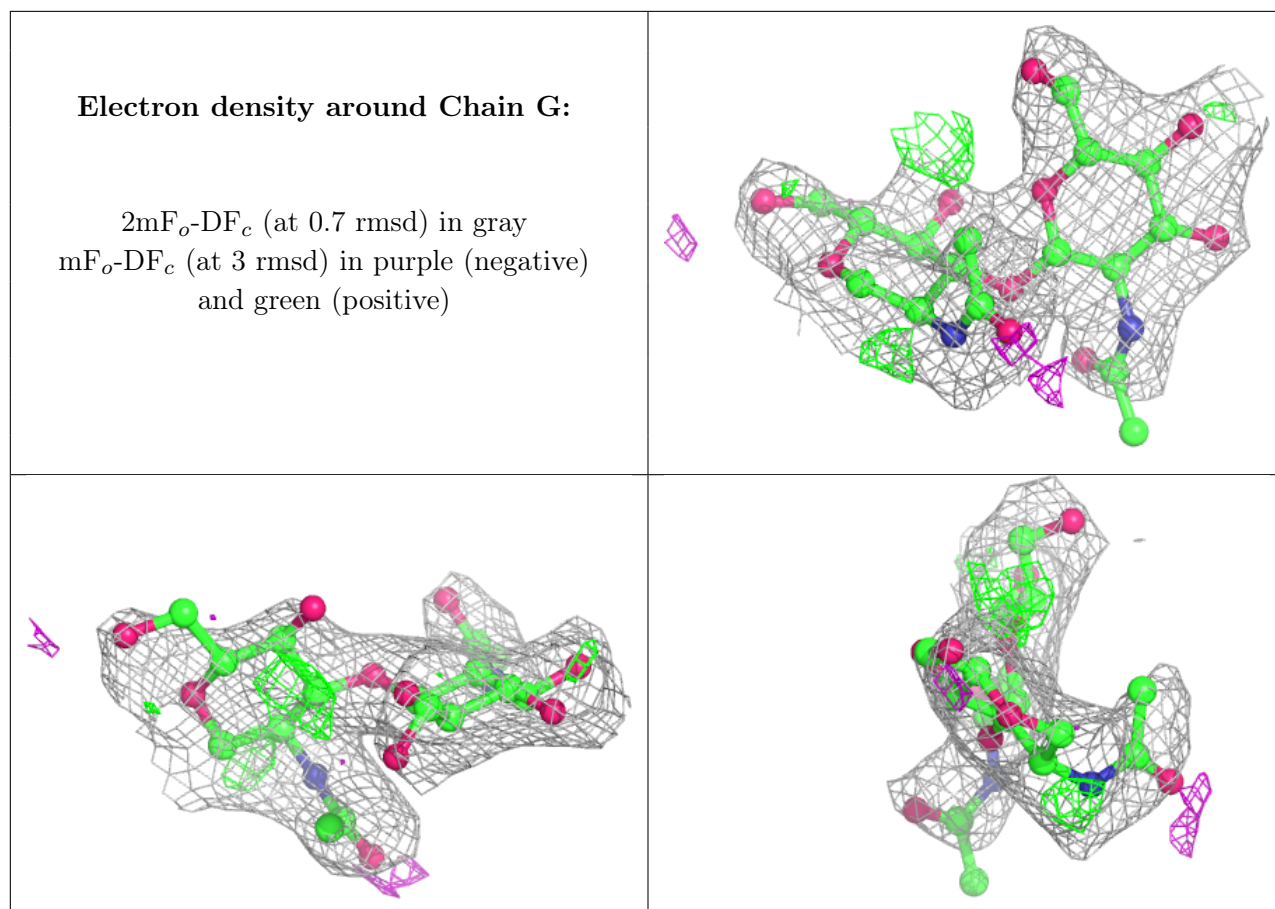 Electron density around Chain G:
2mFo-DFc (at 0.7 rmsd) in gray
mFo-DFc (at 3 rmsd) in purple (negative)
and green (positive)